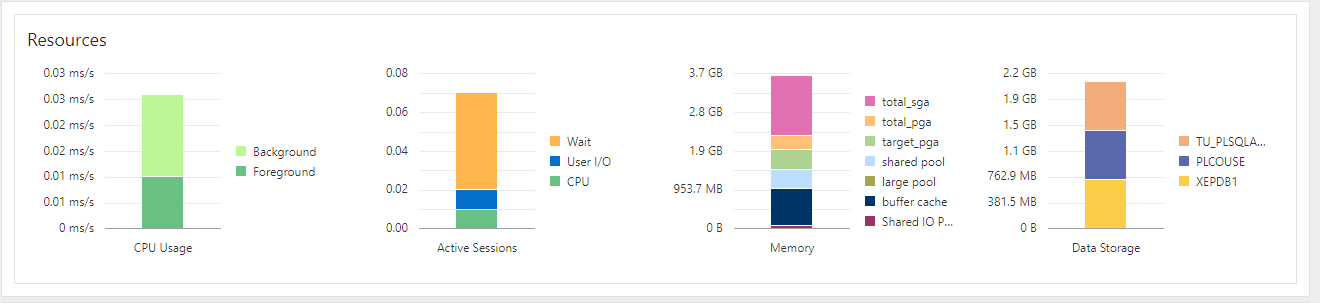 Resources
0.03 ms/s
0.03 ms/s
0.02 ms/s
0.02 ms/s
0.01 ms/s
0.01 ms/s
0 ms/s
CPU Usage
Background
Foreground
0.08
0.06
0.04
0.02
0.00
Active Sessions
Wait
User I/O
CPU
3.7 GB
2.8 GB
1.9 GB
953.7 MB
0 B
Memory
total_sga
total_pga
target_pga
shared pool
large pool
buffer cache
Shared IO P...
2.2 GB
1.9 GB
1.5 GB
1.1 GB
762.9 MB
381.5 MB
0 B
Data Storage
TU_PLSQLA...
PLCOUSE
XEPDB1